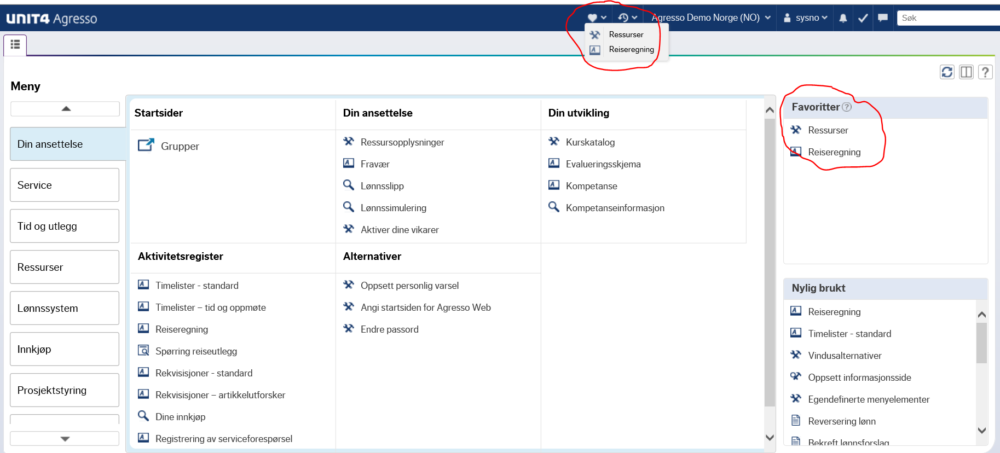 UNIT4 Agresso
Agresso Demo Norge (NO)
sysno
Søk
Ressurser
Reiseregning
Meny
Din ansettelse
Service
Tid og utlegg
Ressurser
Lønnssystem
Innkjøp
Prosjektstyring
Startsider
Grupper
Din ansettelse
Ressursopplysninger
Fravær
Lønnsslipp
Lønnssimulering
Aktiver dine vikarer
Din utvikling
Kurskatalog
Evalueringsskjema
Kompetanse
Kompetanseinformasjon
Aktivitetsregister
Timelister - standard
Timelister – tid og oppmøte
Reiseregning
Spørring reiseutlegg
Rekvisisjoner - standard
Rekvisisjoner – artikkelutforsker
Dine innkjøp
Registrering av serviceforespørsel
Alternativer
Oppsett personlig varsel
Angi startsiden for Agresso Web
Endre passord
Favoritter ?
Ressurser
Reiseregning
Nylig brukt
Reiseregning
Timelister - standard
Vindusalternativer
Oppsett informasjonsside
Egendefinerte menyelementer
Reversering lønn
Bekreft lønnsforslag